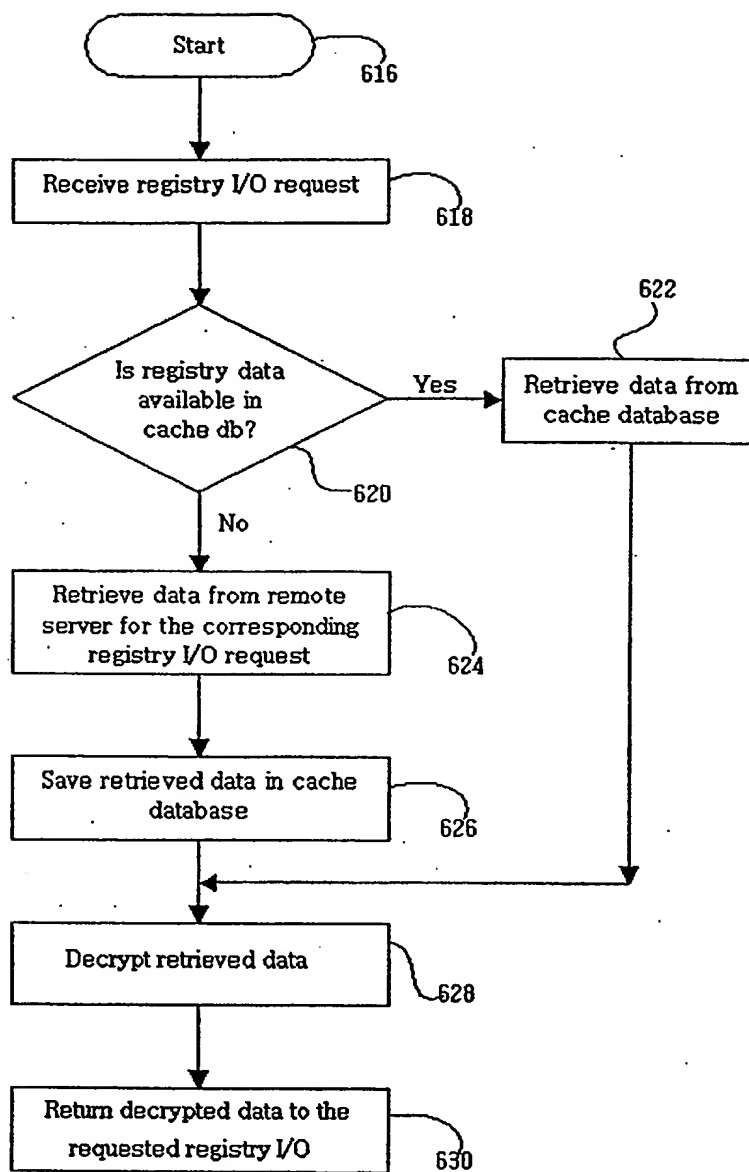 Start
616
Receive registry I/O request
618
622
Is registry data
available in
cache db?
Yes
Retrieve data from
cache database
620
No
Retrieve data from remote
server for the corresponding
registry I/O request
624
Save retrieved data in cache
database
626
Decrypt retrieved data
628
Return decrypted data to the
requested registry I/O
630